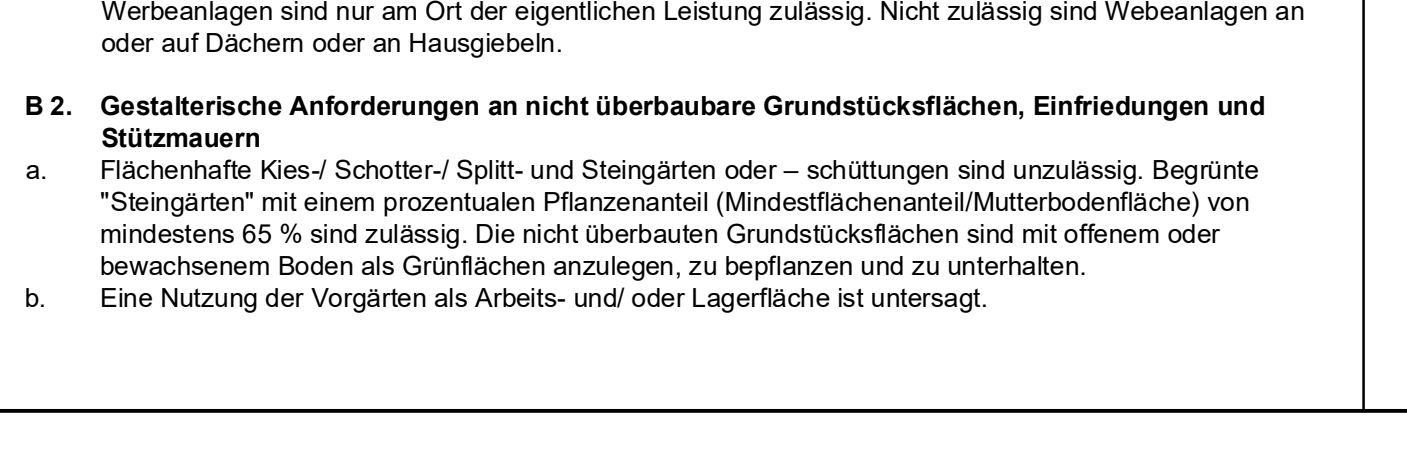 Werbeanlagen sind nur am Ort der eigentlichen Leistung zulässig. Nicht zulässig sind Webeanlagen an
oder auf Dächern oder an Hausgiebeln.
B 2. Gestalterische Anforderungen an nicht überbaubare Grundstücksflächen, Einfriedungen und
Stützmauern
a. Flächenhafte Kies-/ Schotter-/ Splitt- und Steingärten oder – schüttungen sind unzulässig. Begrünte
"Steingärten" mit einem prozentualen Pflanzenanteil (Mindestflächenanteil/Mutterbodenfläche) von
mindestens 65 % sind zulässig. Die nicht überbauten Grundstücksflächen sind mit offenem oder
bewachsenem Boden als Grünflächen anzulegen, zu bepflanzen und zu unterhalten.
b. Eine Nutzung der Vorgärten als Arbeits- und/ oder Lagerfläche ist untersagt.